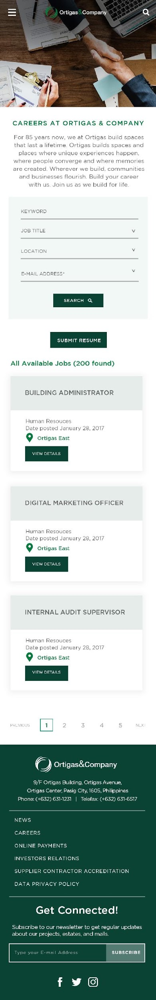 Ortigas&Company
INVOI
CAREERS AT ORTIGAS & COMPANY
For 85 years now, we at Ortigas build spaces
that last a lifetime. Ortigas builds spaces and
places where unique experiences happen,
where people converge and where memories
are created. Wherever we build, communities
and businesses flourish. Build your career
with us. Join us as we build for life.
KEYWORD
JOB TITLE
LOCATION
E-MAIL ADDRESS*
SEARCH
SUBMIT RESUME
All Available Jobs (200 found)
BUILDING ADMINISTRATOR
Human Resouces
Date posted January 28, 2017
Ortigas East
VIEW DETAILS
DIGITAL MARKETING OFFICER
Human Resouces
Date posted January 28, 2017
Ortigas East
VIEW DETAILS
INTERNAL AUDIT SUPERVISOR
Human Resouces
Date posted January 28, 2017
Ortigas East
VIEW DETAILS
PREVIOUS 1 2 3 4 5 NEXT
Ortigas&Company
9/F Ortigas Building, Ortigas Avenue,
Ortigas Center, Pasig City, 1605, Philippines
Phone: (+632) 631-1231 | Telefax: (+632) 631-6517
NEWS
CAREERS
ONLINE PAYMENTS
INVESTORS RELATIONS
SUPPLIER CONTRACTOR ACCREDITATION
DATA PRIVACY POLICY
Get Connected!
Subscribe to our newsletter to get regular updates
about our projects, estates, and malls.
Type your E-mail Address SUBSCRIBE